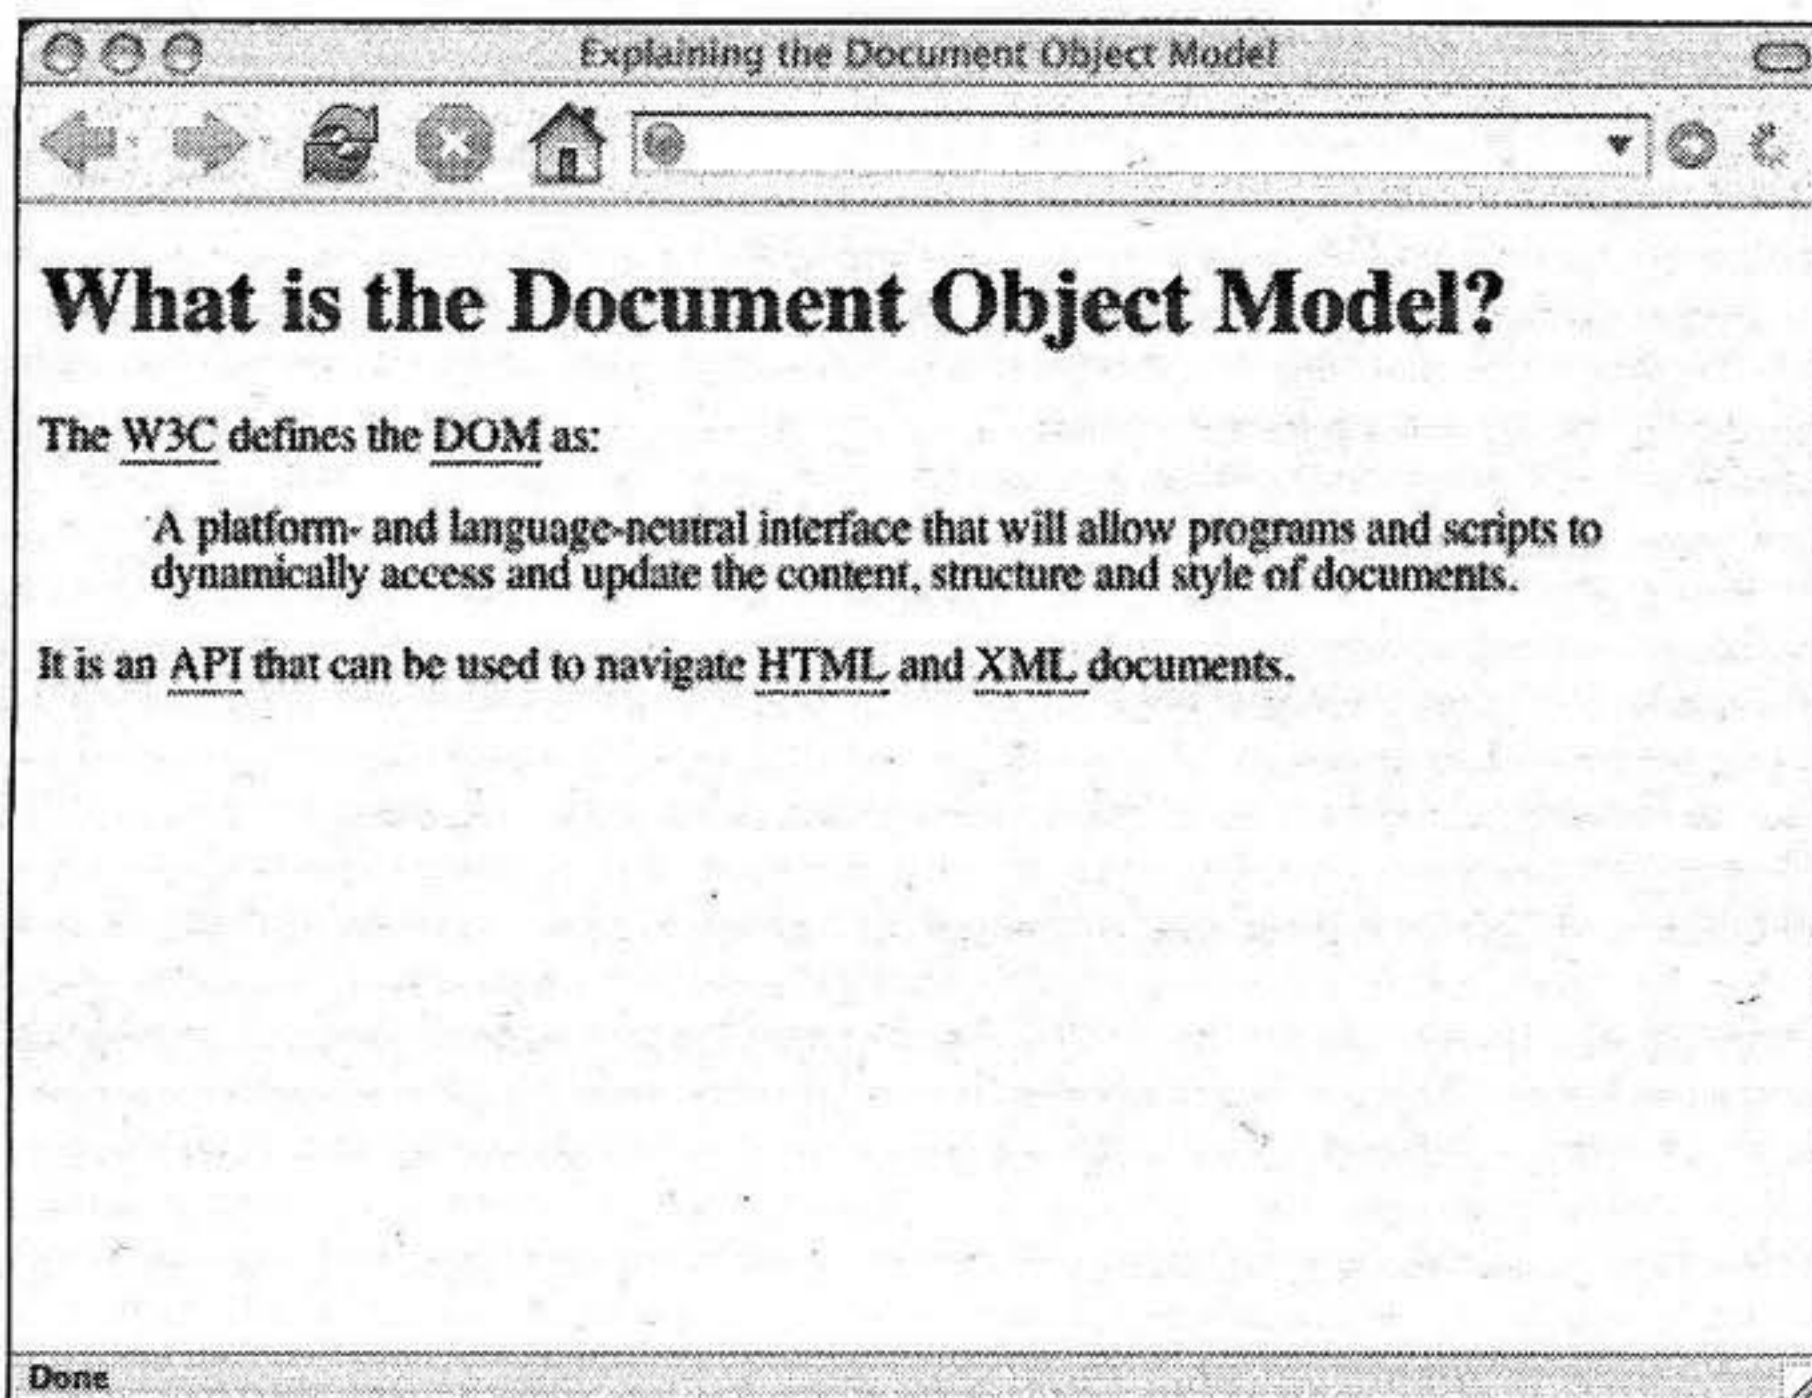 Explaining the Document Object Model
What is the Document Object Model?
The W3C defines the DOM as:
A platform- and language-neutral interface that will allow programs and scripts to
dynamically access and update the content, structure and style of documents.
It is an API that can be used to navigate HTML and XML documents.
Done